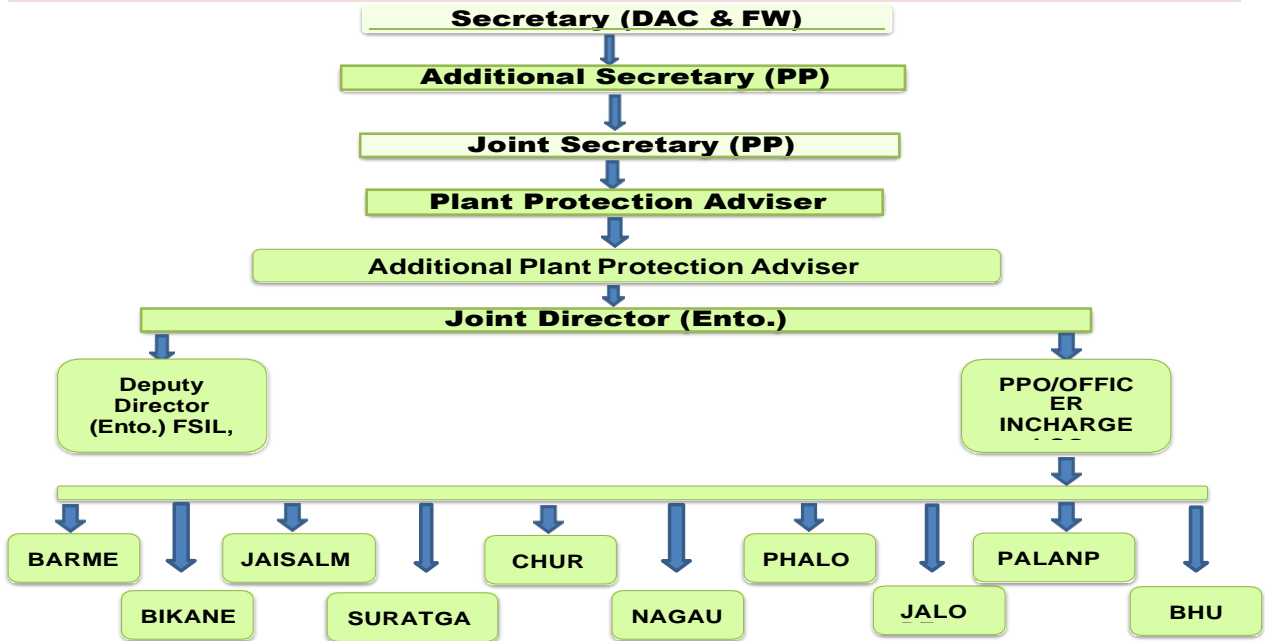 Secretary (DAC & FW)
Additional Secretary (PP)
Joint Secretary (PP)
Plant Protection Adviser
Additional Plant Protection Adviser
Joint Director (Ento.)
Deputy
Director
(Ento.) FSIL,
PPO/OFFIC
ER
INCHARGE
BARME
JAISALM
CHUR
PHALO
PALANP
BIKANE
SURATGA
NAGAU
JALO
BHU